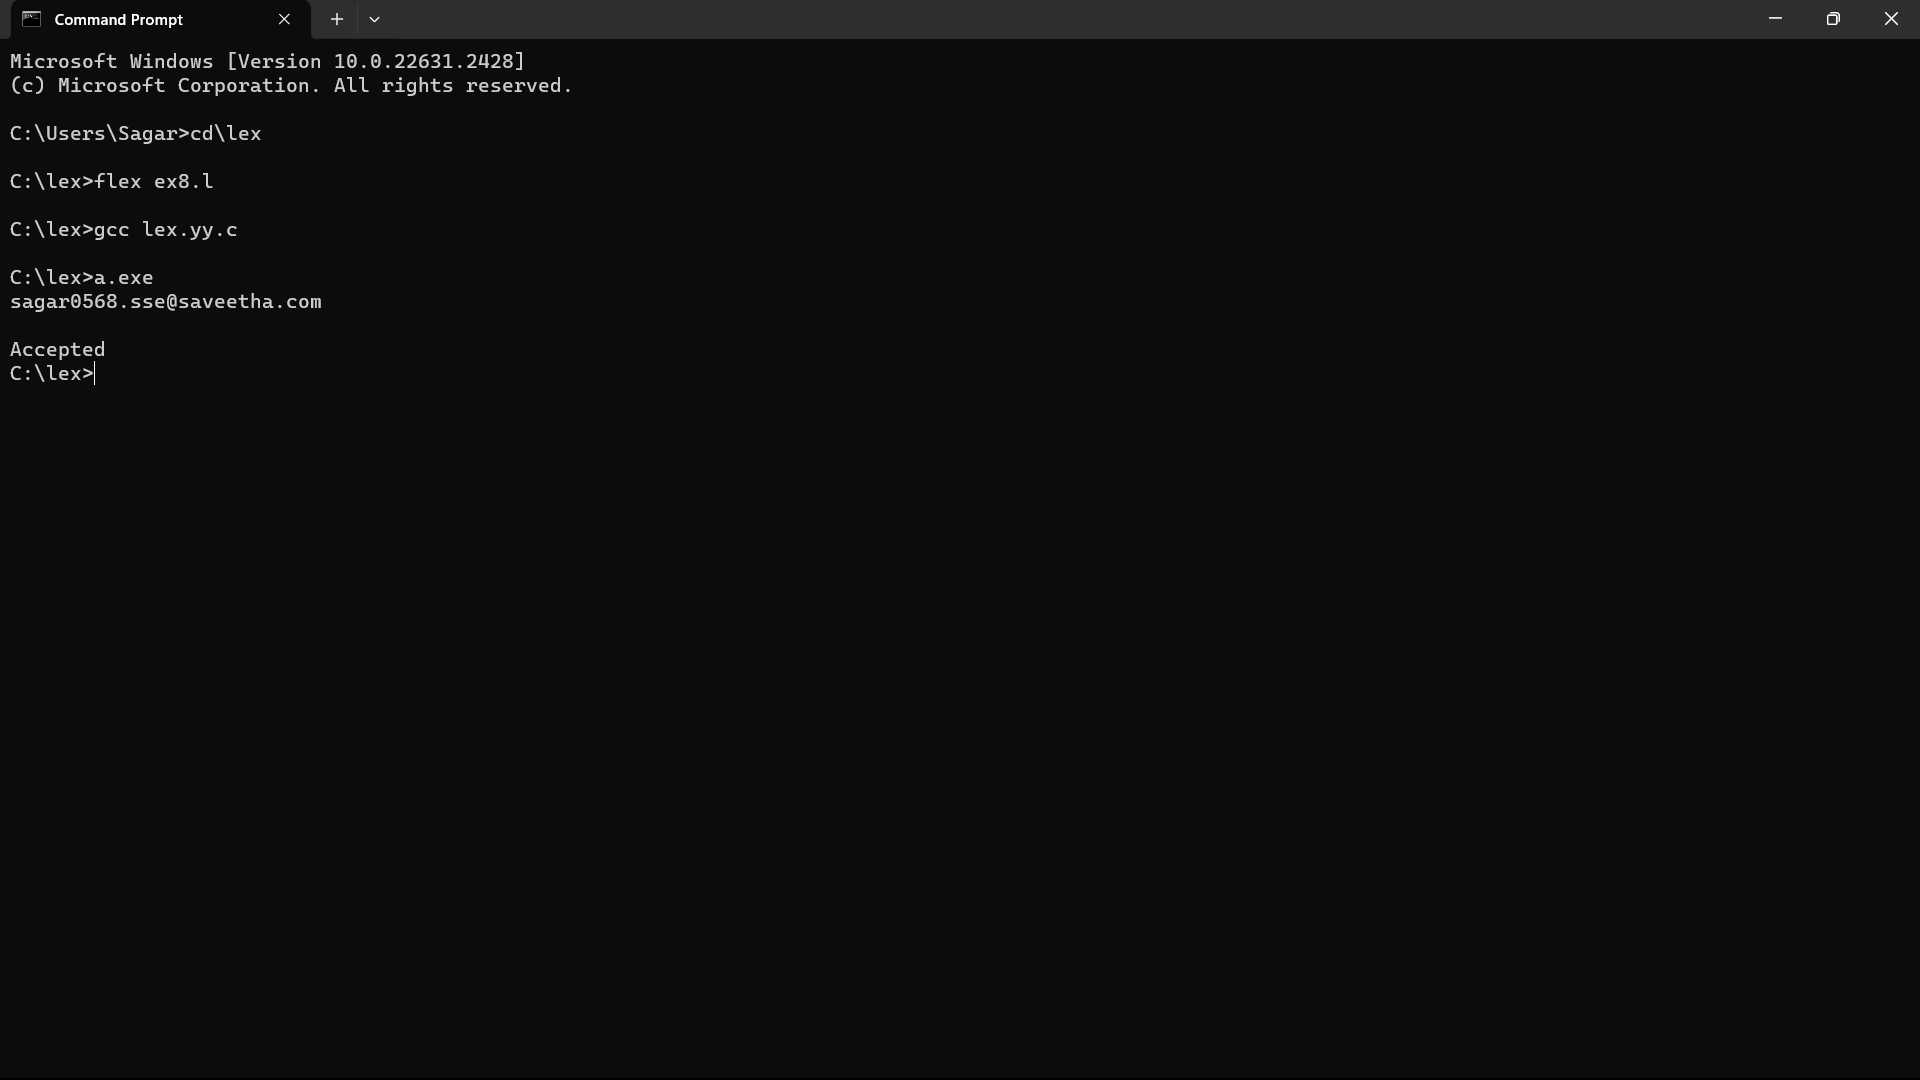 Command Prompt
Microsoft Windows [Version 10.0.22631.2428]
(c) Microsoft Corporation. All rights reserved.
C:\Users\Sagar>cd\lex
C:\lex>flex ex8.l
C:\lex>gcc lex.yy.c
C:\lex>a.exe
sagar0568.sse@saveetha.com
Accepted
C:\lex>